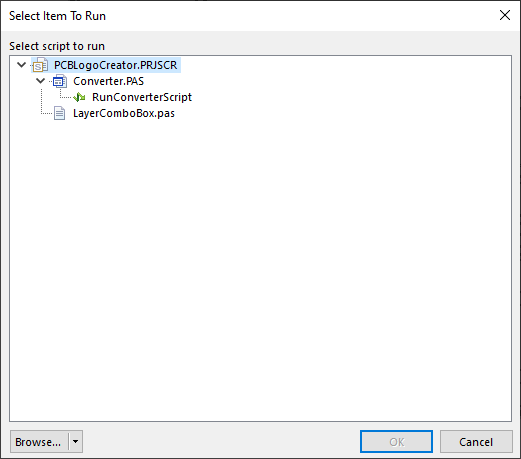 Select Item To Run
Select script to run
PCBLogoCreator.PRJSCR
Converter.PAS
RunConverterScript
LayerComboBox.pas
Browse...
OK
Cancel